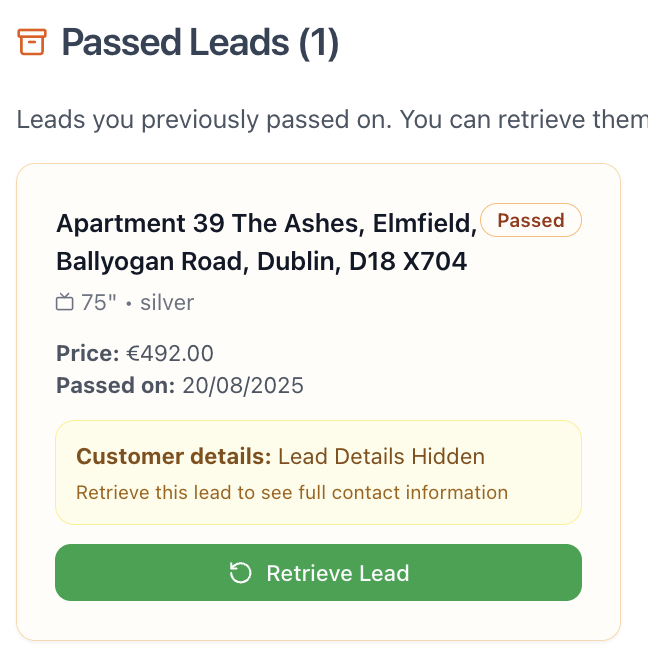 Passed Leads (1)
Leads you previously passed on. You can retrieve them
Apartment 39 The Ashes, Elmfield,
Ballyogan Road, Dublin, D18 X704
Passed
75" • silver
Price: €492.00
Passed on: 20/08/2025
Customer details: Lead Details Hidden
Retrieve this lead to see full contact information
Retrieve Lead